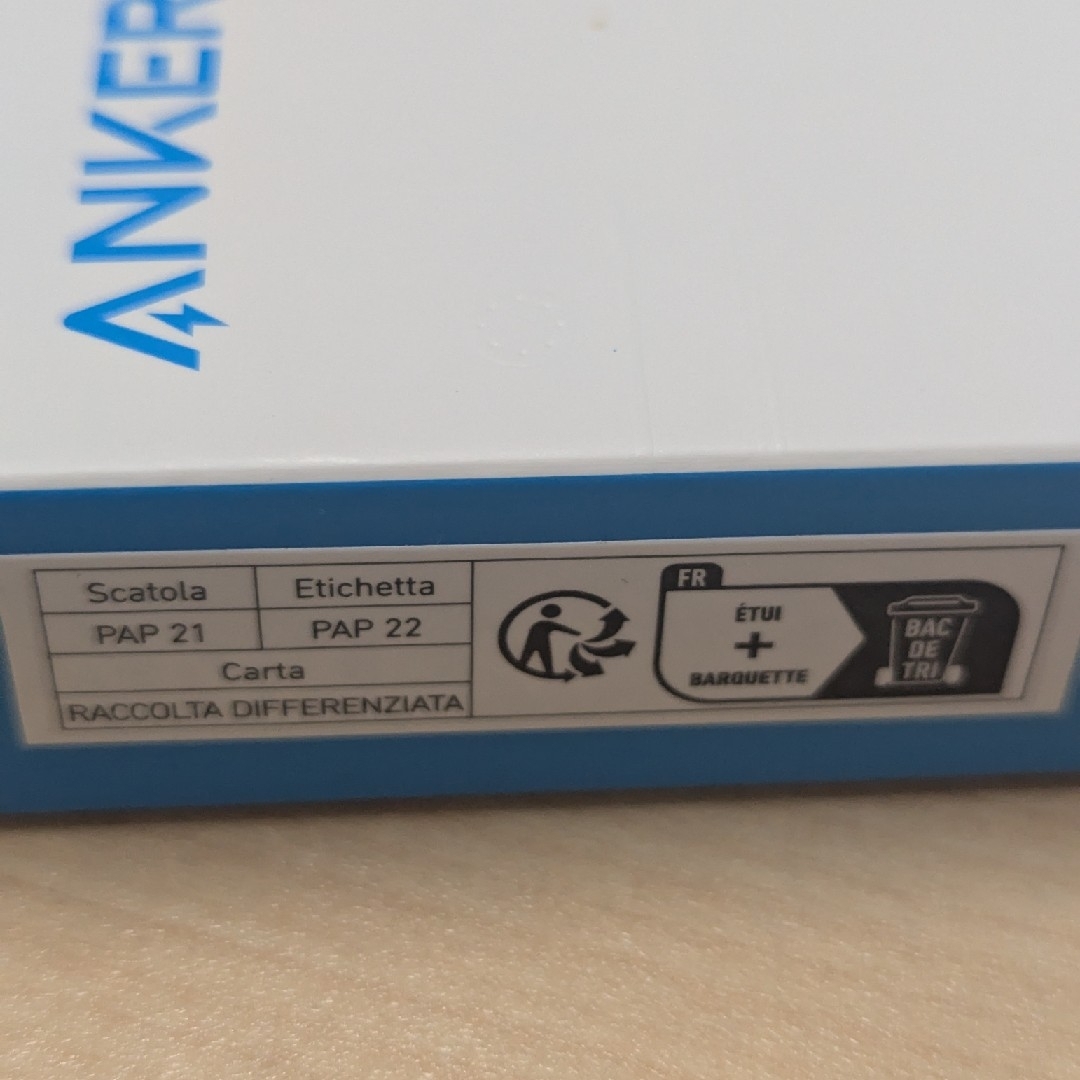 ANKER
Scatola Etichetta
PAP 21 PAP 22
Carta
RACCOLTA DIFFERENZIATA
FR
ÉTUI
+
BARQUETTE
BAC
DE
TRI